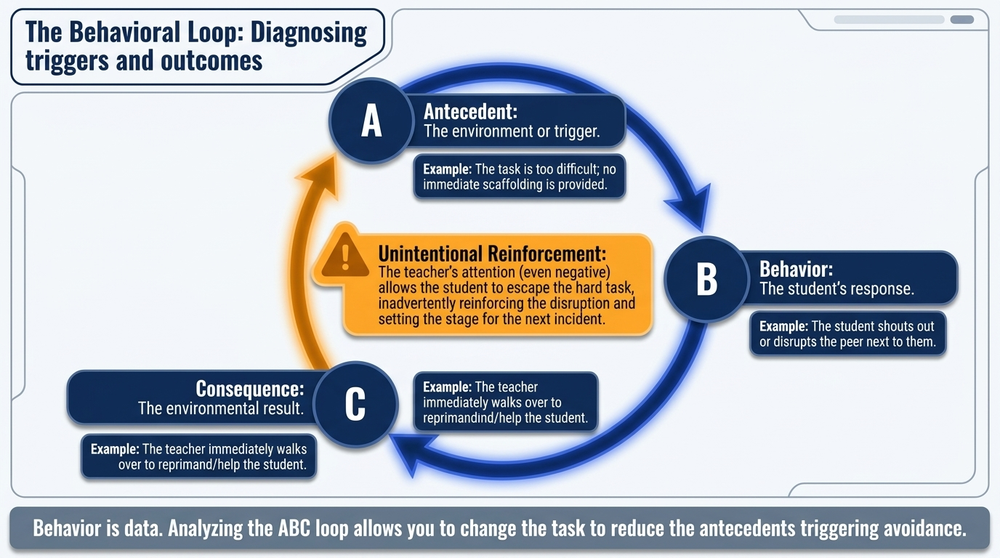 The Behavioral Loop: Diagnosing
triggers and outcomes
A
Antecedent:
The environment or trigger.
Example: The task is too difficult; no
immediate scaffolding is provided.
Unintentional Reinforcement:
The teacher's attention (even negative)
allows the student to escape the hard task,
inadvertently reinforcing the disruption and
setting the stage for the next incident.
B
Behavior:
The student's response.
Example: The student shouts out
or disrupts the peer next to them.
Consequence:
The environmental result.
C
Example: The teacher
immediately walks over to
reprimandind/help the student.
Example: The teacher immediately walks
over to reprimand/help the student.
Behavior is data. Analyzing the ABC loop allows you to change the task to reduce the antecedents triggering avoidance.